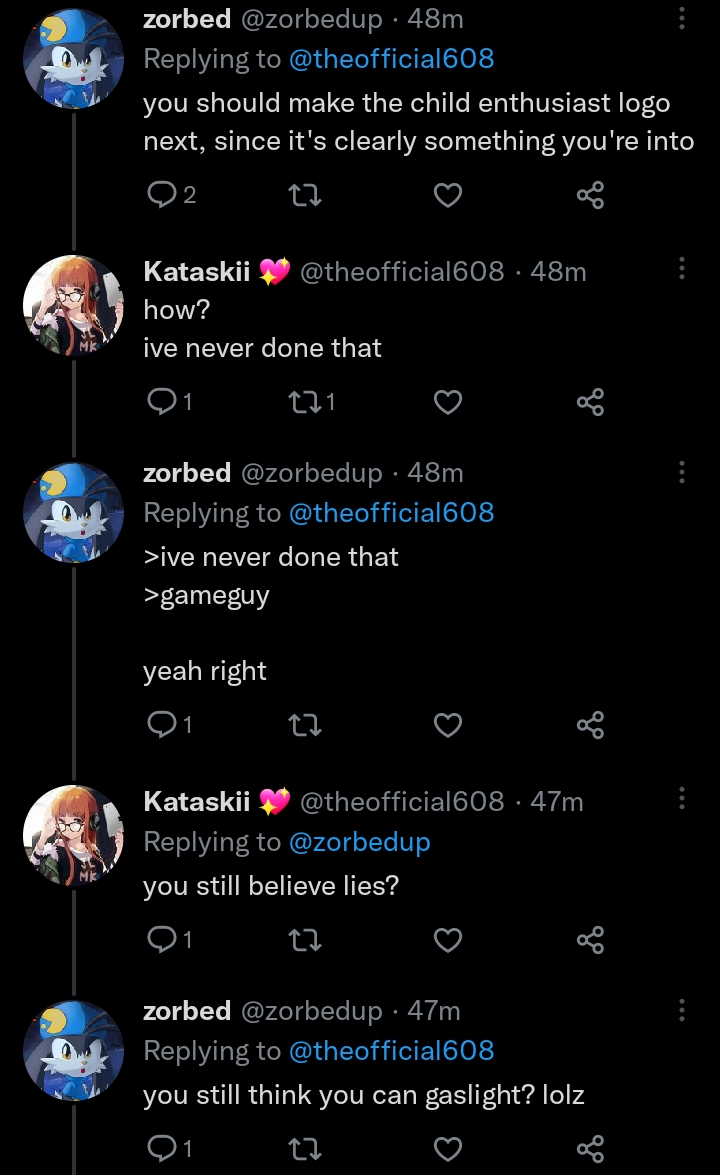 zorbed @zorbedup · 48m
Replying to @theofficial608
you should make the child enthusiast logo
next, since it's clearly something you're into
2
Kataskii 💖 @theofficial608 · 48m
how?
ive never done that
1 1
zorbed @zorbedup · 48m
Replying to @theofficial608
>ive never done that
>gameguy
yeah right
1
Kataskii 💖 @theofficial608 · 47m
Replying to @zorbedup
you still believe lies?
1
zorbed @zorbedup · 47m
Replying to @theofficial608
you still think you can gaslight? lolz
1